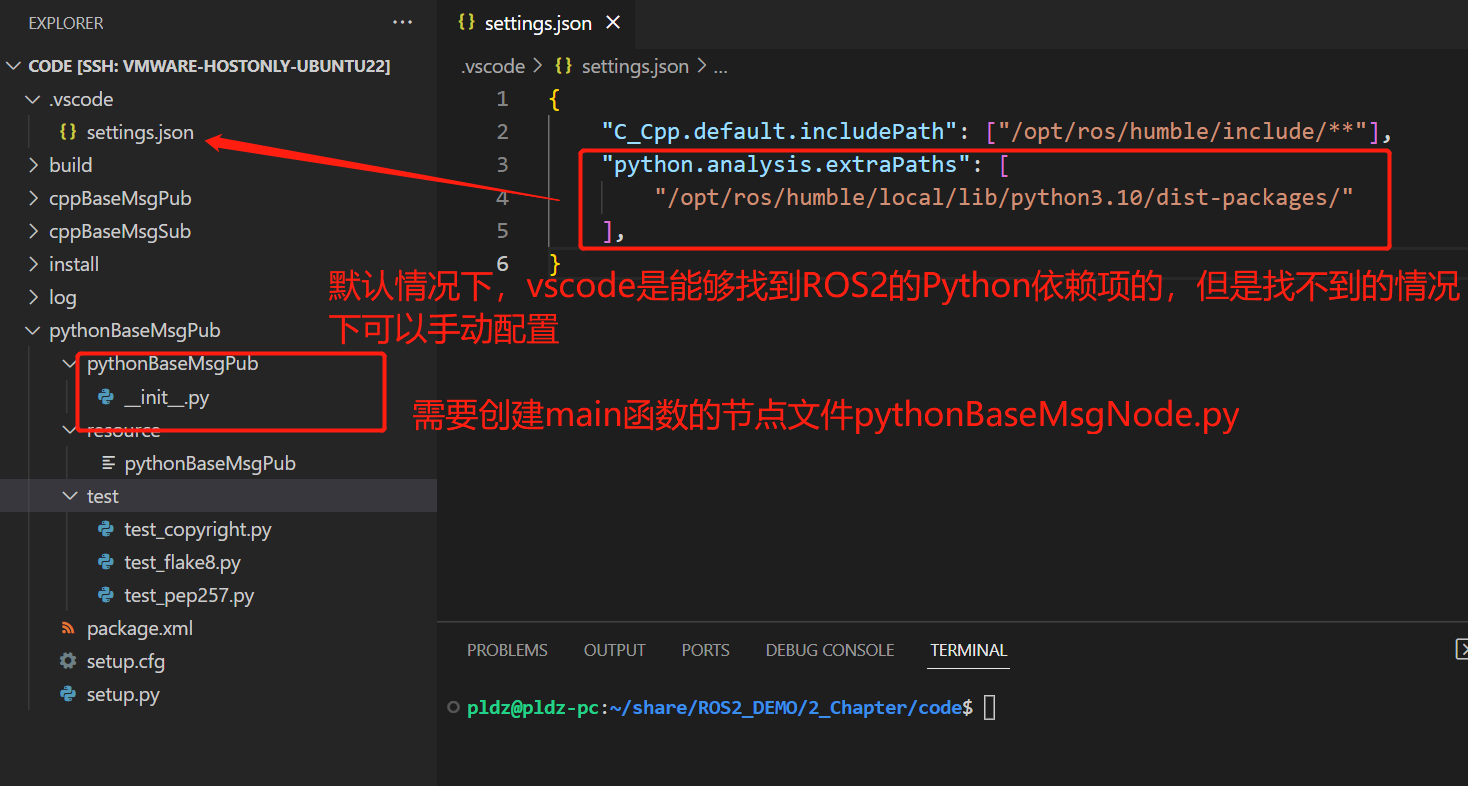 EXPLORER
···
CODE [SSH: VMWARE-HOSTONLY-UBUNTU22]
.vscode
{} settings.json
build
cppBaseMsgPub
cppBaseMsgSub
install
log
pythonBaseMsgPub
pythonBaseMsgPub
__init__.py
resource
pythonBaseMsgPub
test
test_copyright.py
test_flake8.py
test_pep257.py
package.xml
setup.cfg
setup.py
{} settings.json ×
.vscode > {} settings.json > ...
1 {
2 "C_Cpp.default.includePath": ["/opt/ros/humble/include/**"],
3 "python.analysis.extraPaths": [
4 "/opt/ros/humble/local/lib/python3.10/dist-packages/"
5 ],
6 }
默认情况下，vscode是能够找到ROS2的Python依赖项的，但是找不到的情况
下可以手动配置
需要创建main函数的节点文件pythonBaseMsgNode.py
PROBLEMS OUTPUT PORTS DEBUG CONSOLE TERMINAL
pldz@pldz-pc:~/share/ROS2_DEMO/2_Chapter/code$